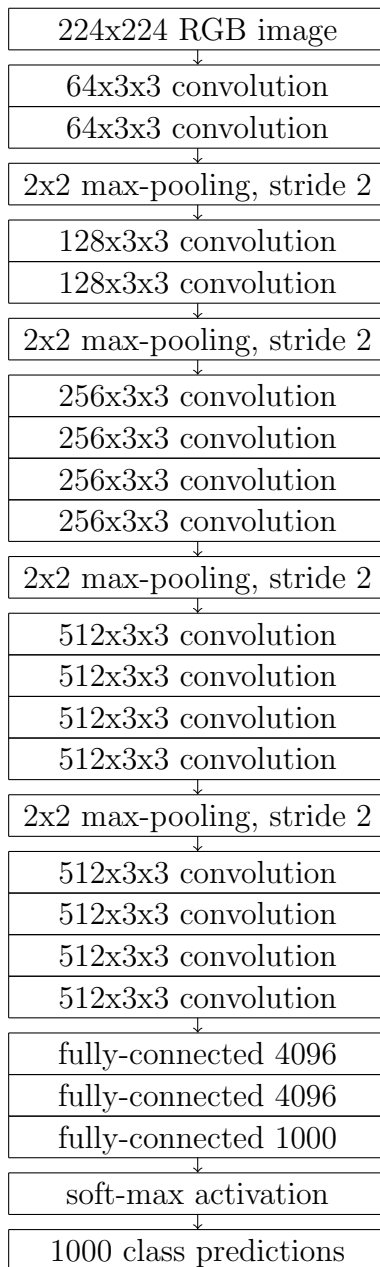 224x224 RGB image
64x3x3 convolution
64x3x3 convolution
2x2 max-pooling, stride 2
128x3x3 convolution
128x3x3 convolution
2x2 max-pooling, stride 2
256x3x3 convolution
256x3x3 convolution
256x3x3 convolution
256x3x3 convolution
2x2 max-pooling, stride 2
512x3x3 convolution
512x3x3 convolution
512x3x3 convolution
512x3x3 convolution
2x2 max-pooling, stride 2
512x3x3 convolution
512x3x3 convolution
512x3x3 convolution
512x3x3 convolution
fully-connected 4096
fully-connected 4096
fully-connected 1000
soft-max activation
1000 class predictions